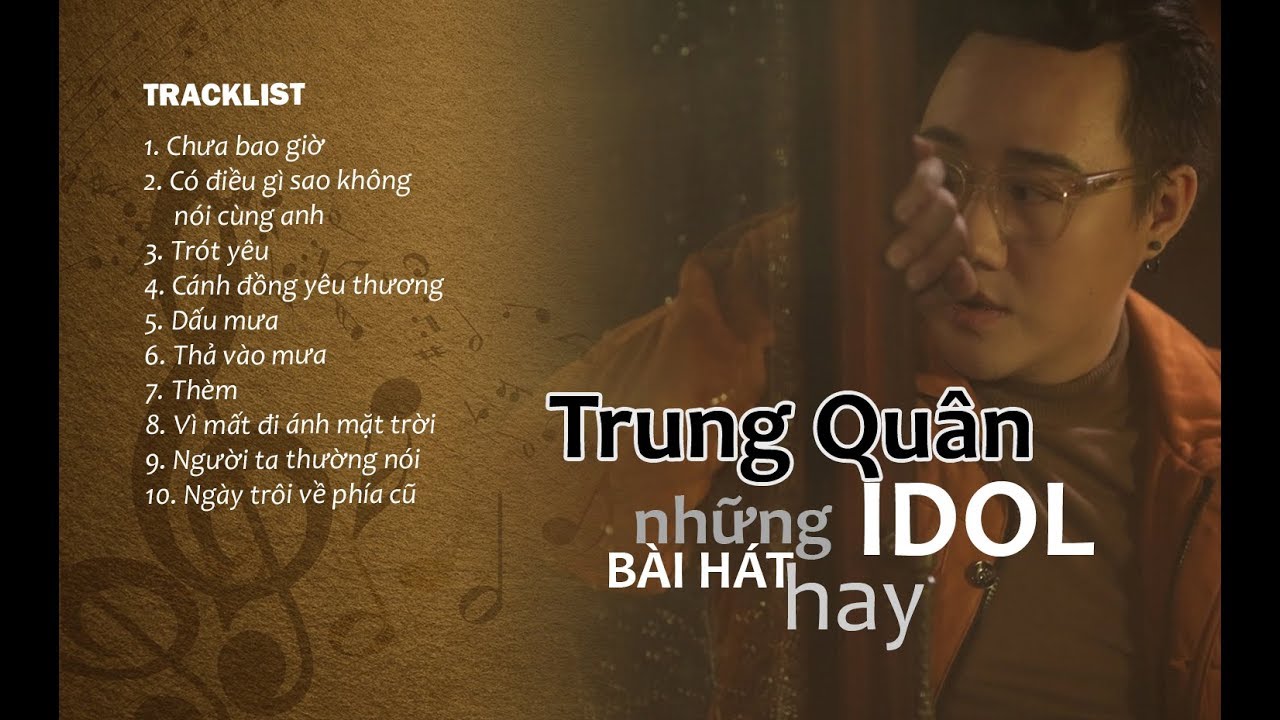 TRACKLIST
1. Chưa bao giờ
2. Có điều gì sao không
nói cùng anh
3. Trót yêu
4. Cánh đồng yêu thương
5. Dấu mưa
6. Thả vào mưa
7. Thèm
8. Vì mất đi ánh mặt trời
9. Người ta thường nói
10. Ngày trôi về phía cũ
Trung Quân
những IDOL
BÀI HÁT
hay